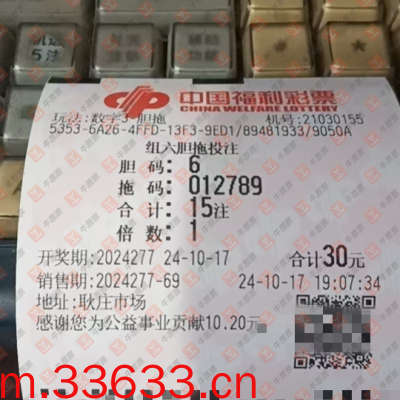 机选
5注
中国福利彩票
CHINA WELFARE LOTTERY
玩法:数字3-胆拖 机号:21030155
5353-6A26-4FFD-13F3-9ED1/89481933/9050A
组六胆拖投注
胆 码: 6
拖 码: 012789
合 计: 15注
倍 数: 1
开奖期:2024277 24-10-17 合计30元
销售期:2024277-69 24-10-17 19:07:34
地址:耿庄市场
感谢您为公益事业贡献10.20元
m.33633.cn